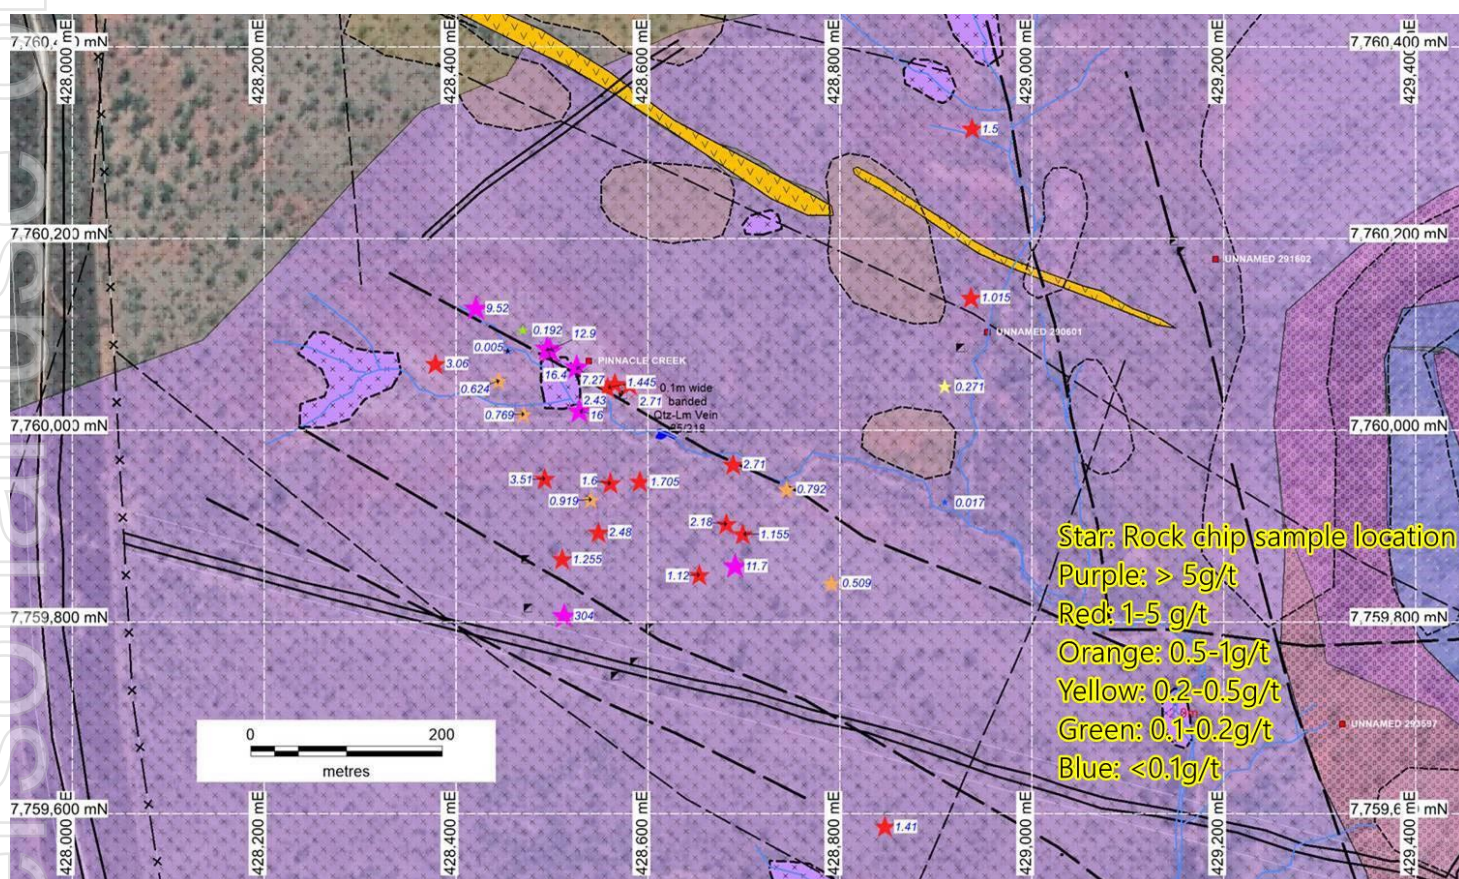 428,000 mE
428,200 mE
428,400 mE
428,600 mE
428,800 mE
429,000 mE
429,200 mE
429,400 mE
7,760,400 mN
7,760,400 mN
1.5
7,760,200 mN
7,760,200 mN
UNNAMED 291602
9.52
1.015
0.192
12.9
UNNAMED 290601
0.005
PINNACLE CREEK
3.06
16.4
7.27
1.445
0.624
0.271
0.1m wide
banded
Qtz-Lm Vein
85/218
2.43
2.71
0.769
16
7,760,000 mN
7,760,000 mN
2.71
3.51
1.6
1.705
0.792
0.919
0.017
2.18
1.155
2.48
1.255
11.7
1.12
0.509
304
7,759,800 mN
7,759,800 mN
Star: Rock chip sample location
Purple: > 5g/t
Red: 1-5 g/t
Orange: 0.5-1g/t
Yellow: 0.2-0.5g/t
Green: 0.1-0.2g/t
Blue: <0.1g/t
UNNAMED 293597
0
200
metres
7,759,600 mN
7,759,600 mN
1.41
428,000 mE
428,200 mE
428,400 mE
428,600 mE
428,800 mE
429,000 mE
429,200 mE
429,400 mE